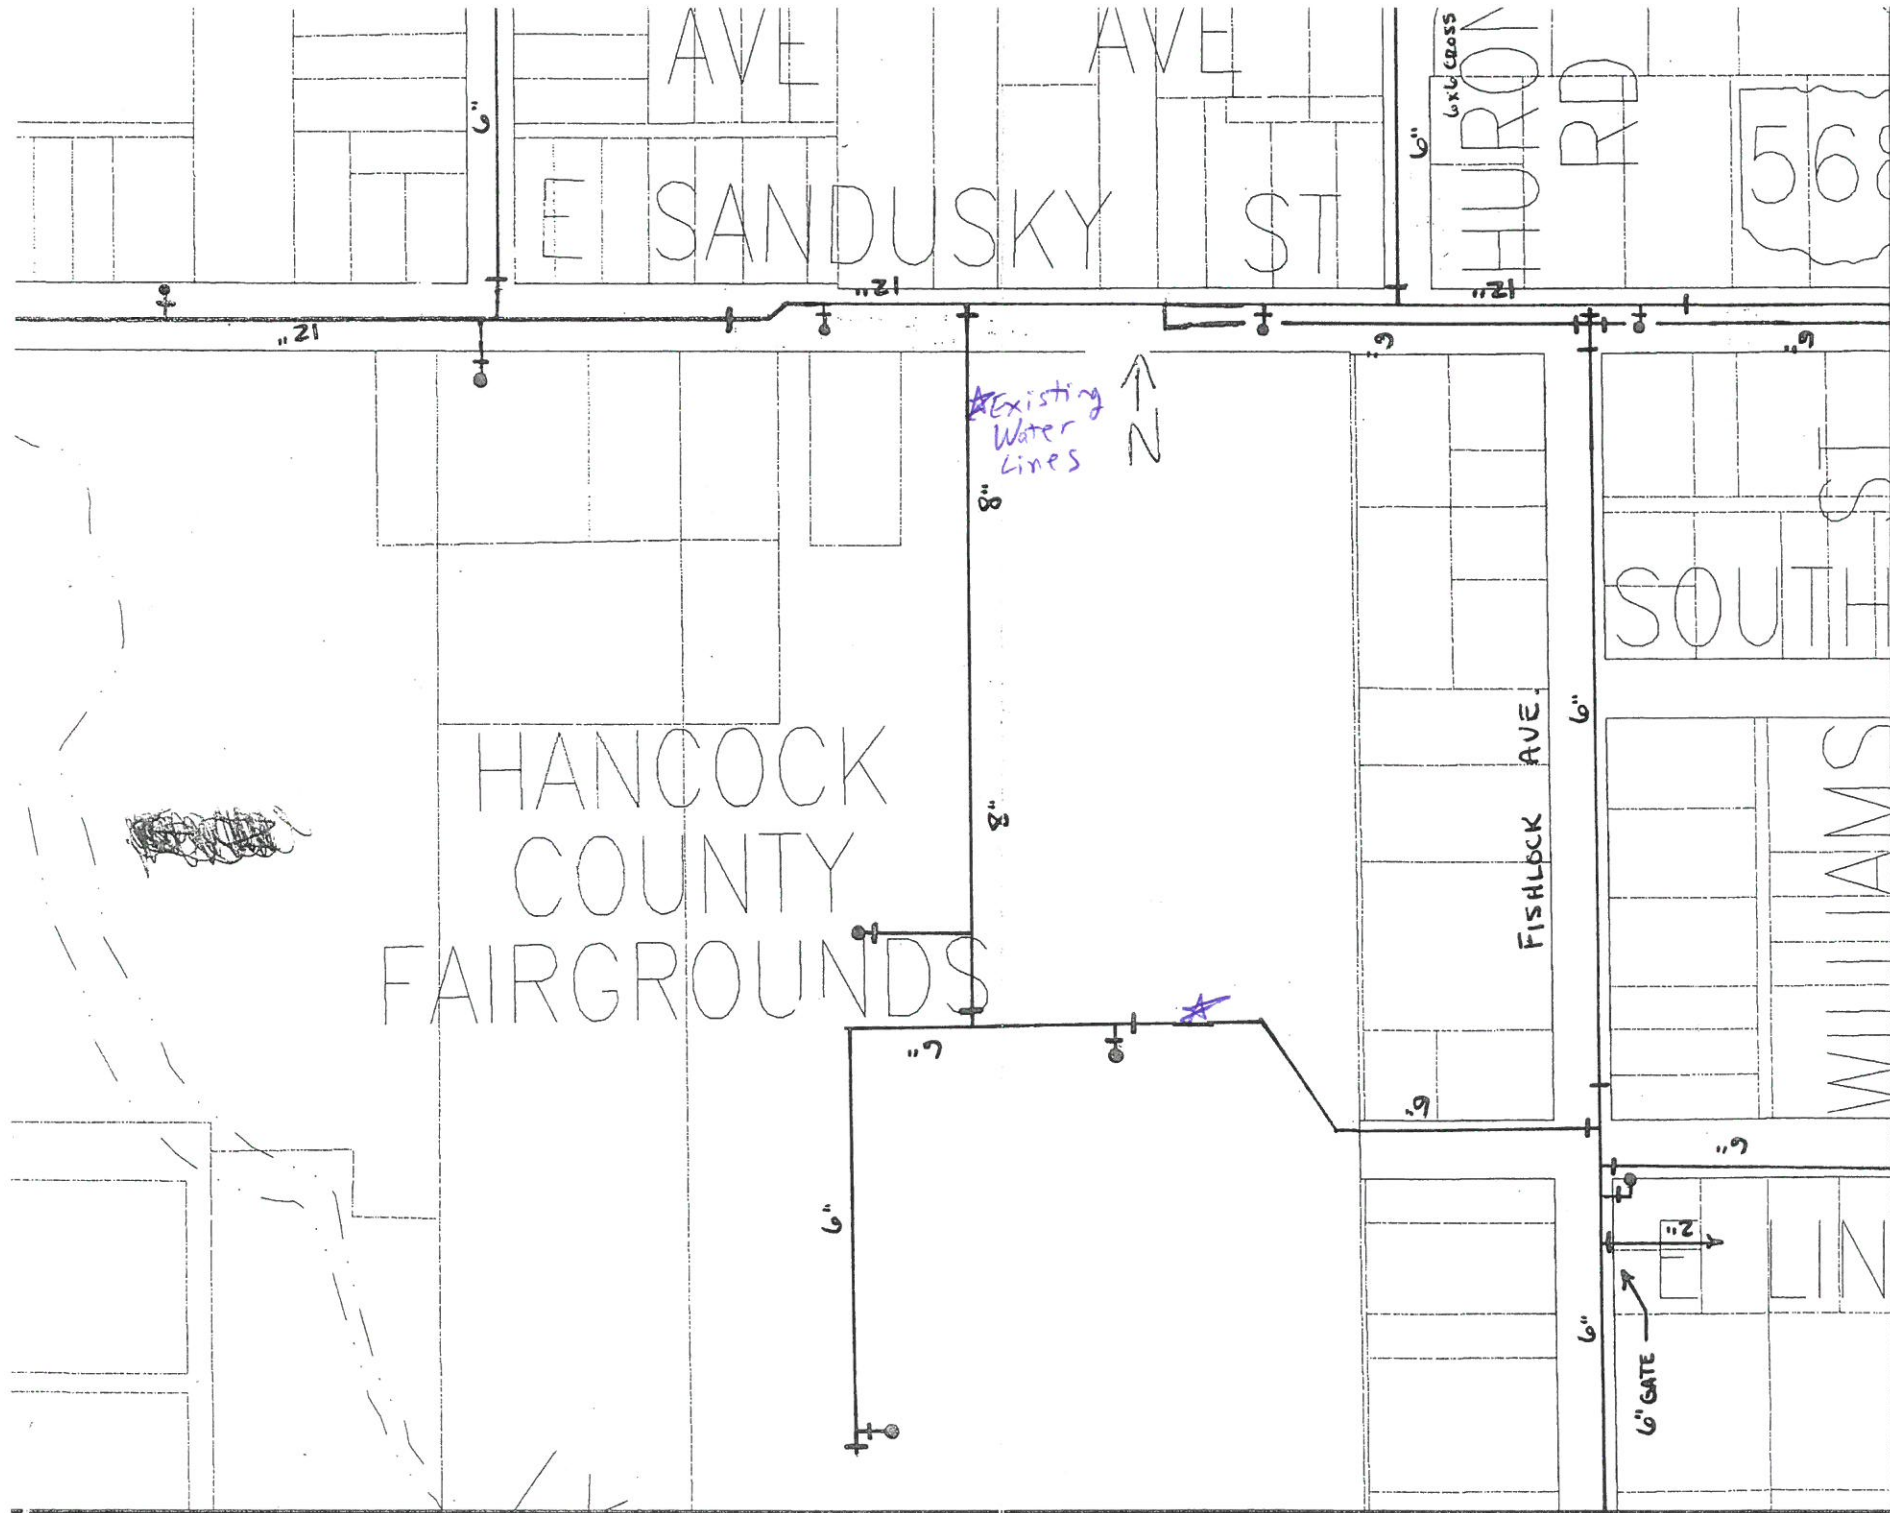 AVE
AVE
6x6 CROSS
HURON
RD
6"
6"
568
E SANDUSKY ST
12"
12"
12"
6"
6"
☆Existing
Water
Lines
N
8"
SOUTH ST
6"
FISHLOCK AVE.
WILLIAMS
HANCOCK
COUNTY
FAIRGROUNDS
8"
☆
6"
6"
6"
6"
2"
E LIN
6"
6" GATE